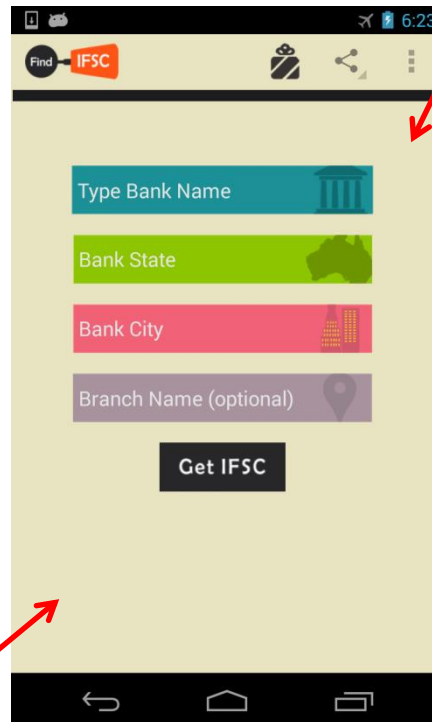 6:23
Find IFSC
Type Bank Name
Bank State
Bank City
Branch Name (optional)
Get IFSC